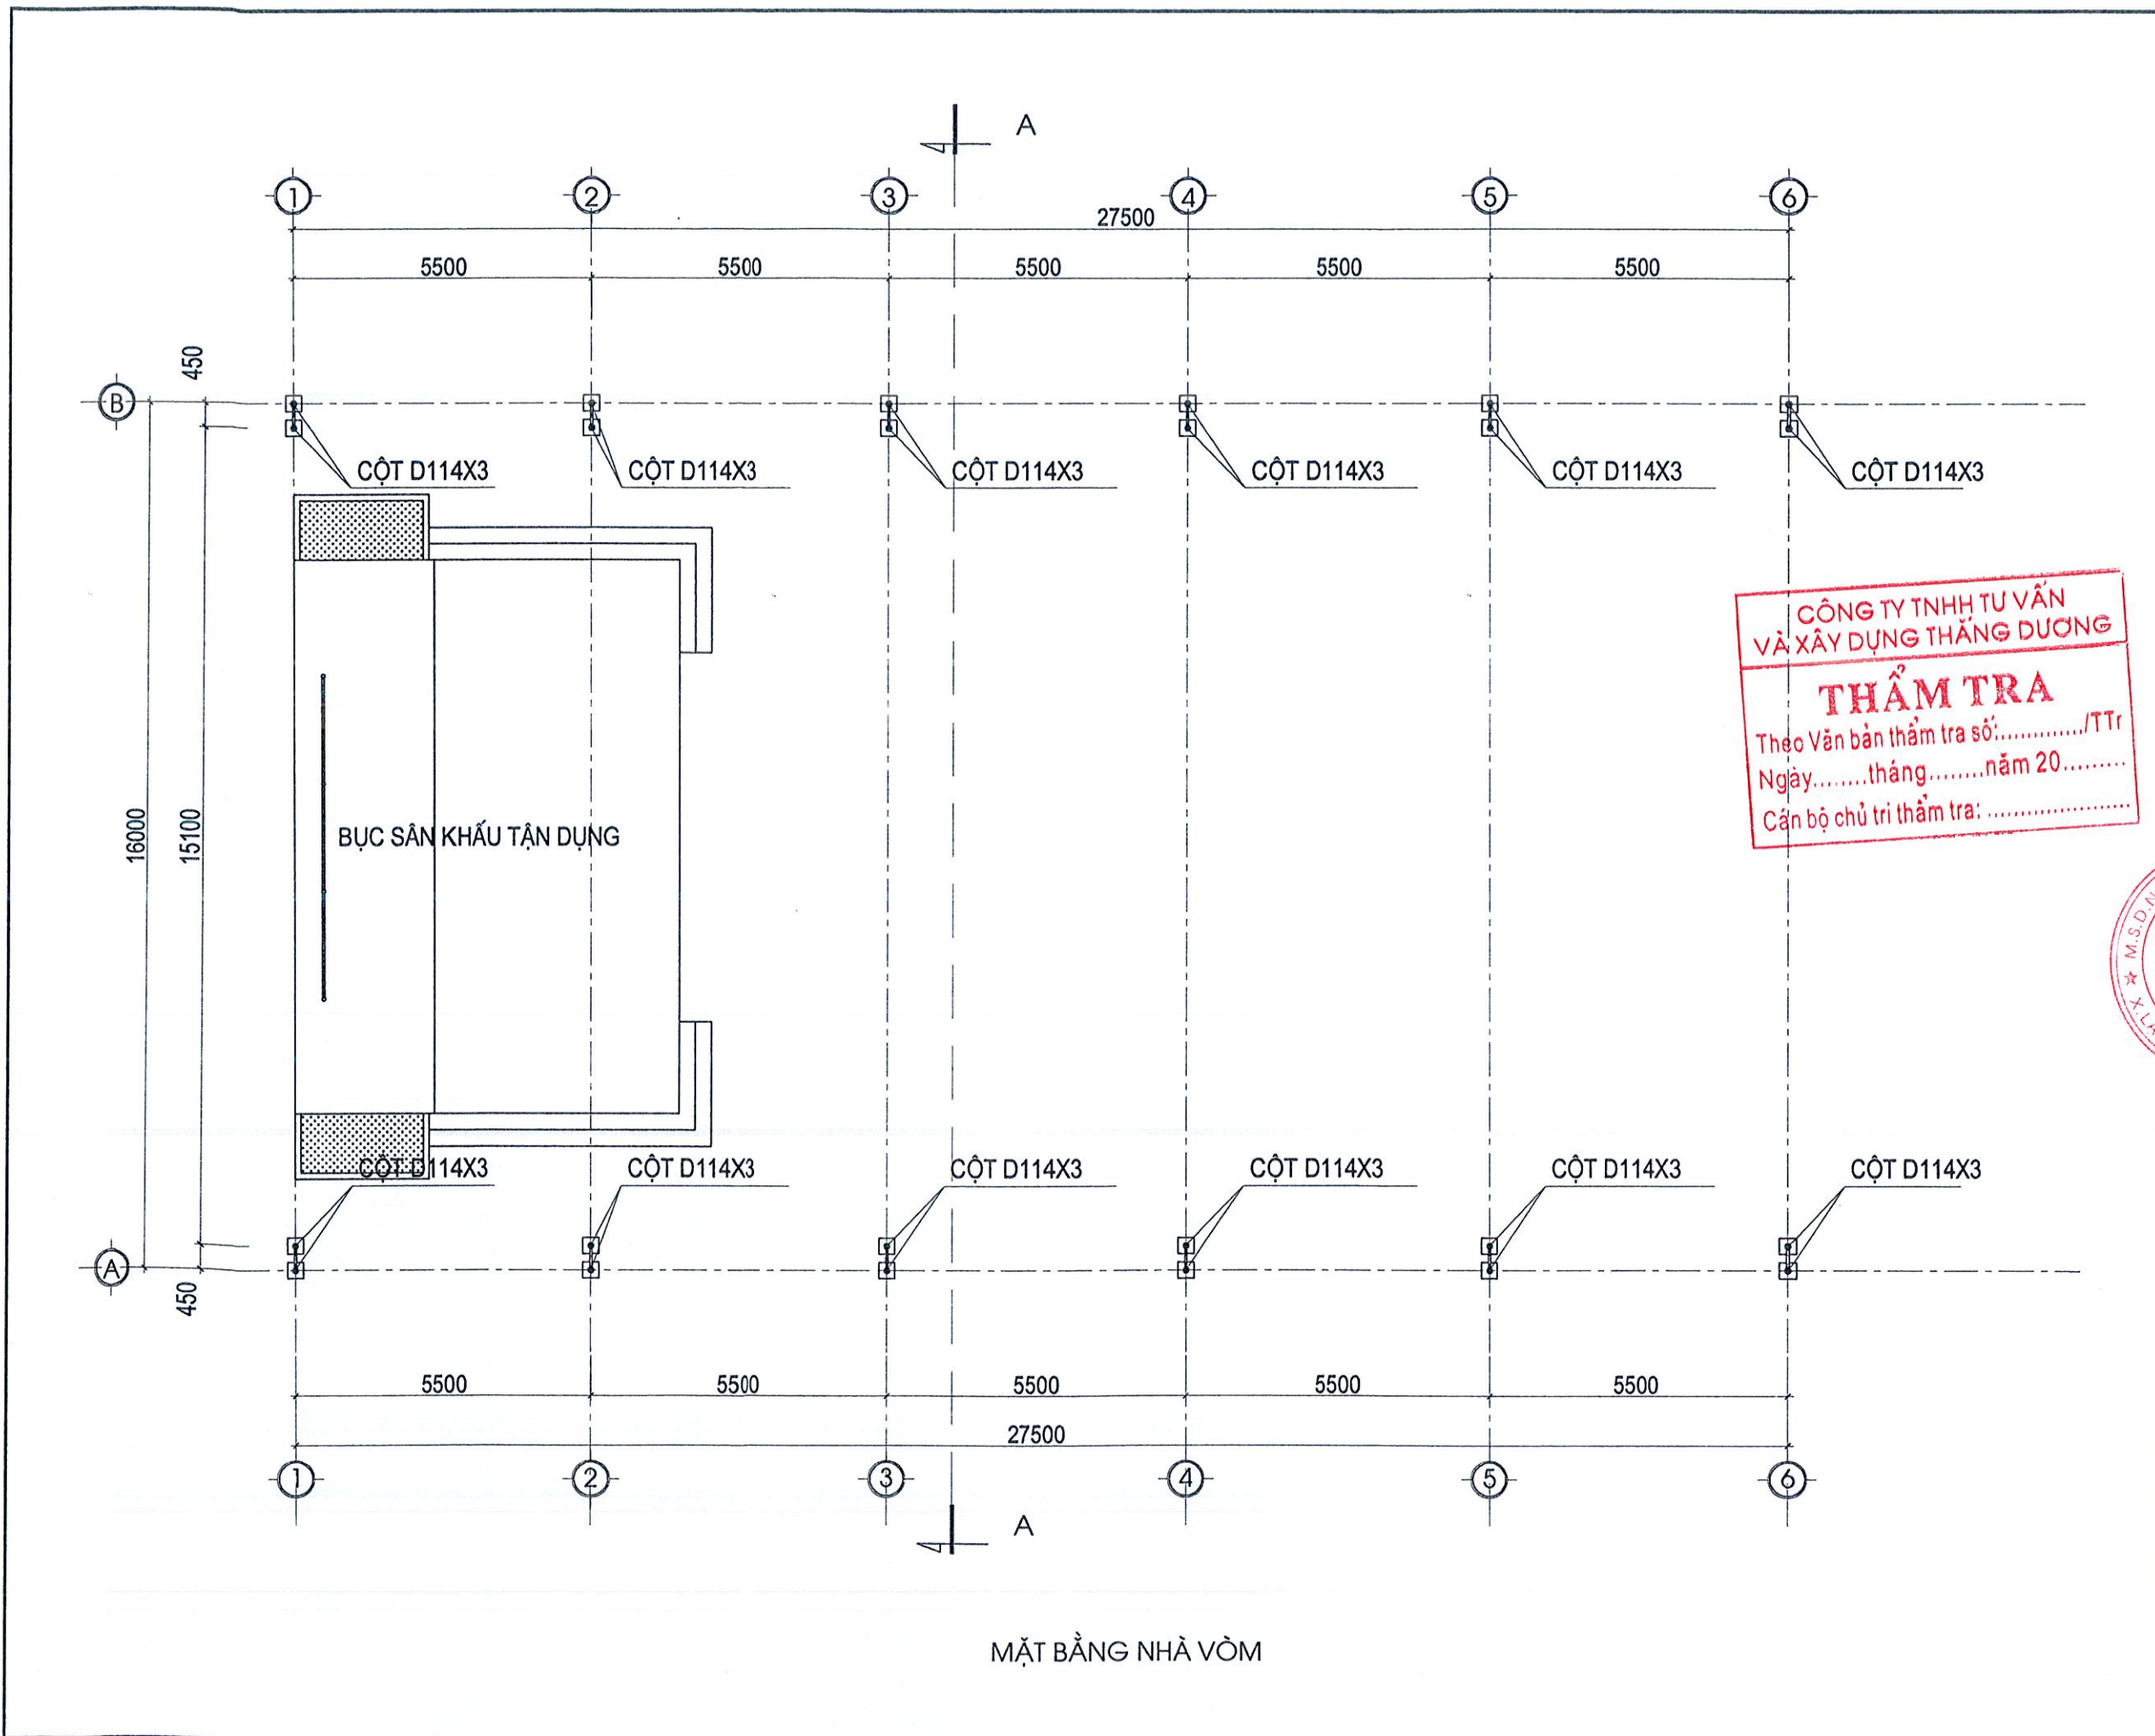 A
1 2 3 4 5 6
27500
5500 5500 5500 5500 5500
450
B
CỘT D114X3 CỘT D114X3 CỘT D114X3 CỘT D114X3 CỘT D114X3 CỘT D114X3
CÔNG TY TNHH TƯ VẤN
VÀ XÂY DỰNG THĂNG DƯƠNG
THẨM TRA
Theo Văn bản thẩm tra số:............./TTr
Ngày........tháng........năm 20.........
Cán bộ chủ trì thẩm tra: ......................
16000
15100
BỤC SÂN KHẤU TẬN DỤNG
M.S.D.N
X.LA
CỘT D114X3 CỘT D114X3 CỘT D114X3 CỘT D114X3 CỘT D114X3 CỘT D114X3
A
450
5500 5500 5500 5500 5500
27500
1 2 3 4 5 6
A
MẶT BẰNG NHÀ VÒM